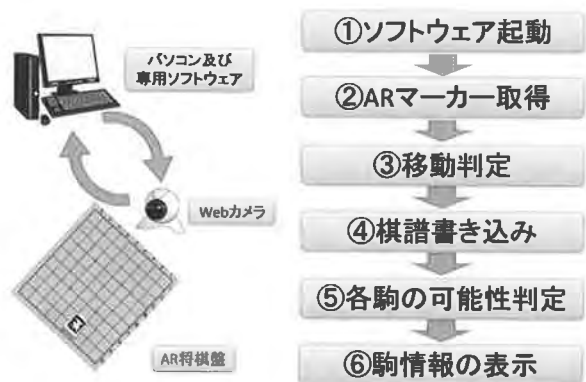 パソコン及び
専用ソフトウェア
Webカメラ
AR将棋盤
①ソフトウェア起動
②ARマーカー取得
③移動判定
④棋譜書き込み
⑤各駒の可能性判定
⑥駒情報の表示